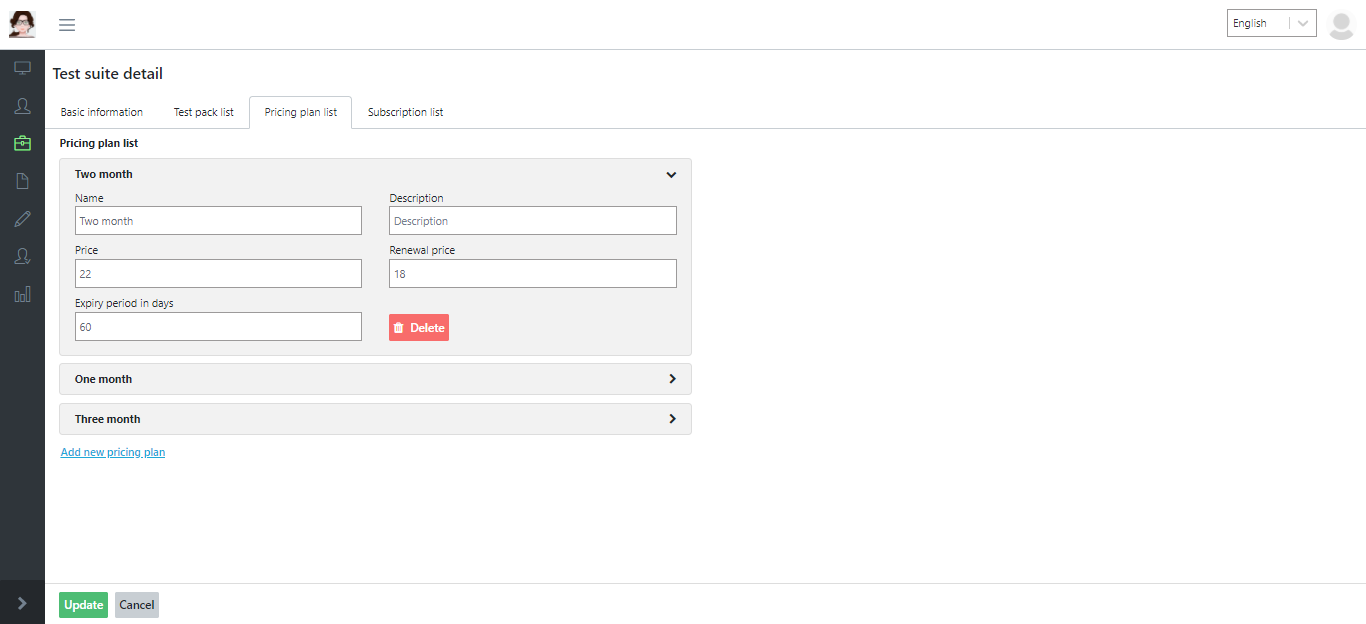 English
Test suite detail
Basic information Test pack list Pricing plan list Subscription list
Pricing plan list
Two month
Name Description
Two month Description
Price Renewal price
22 18
Expiry period in days
60 Delete
One month
Three month
Add new pricing plan
Update Cancel